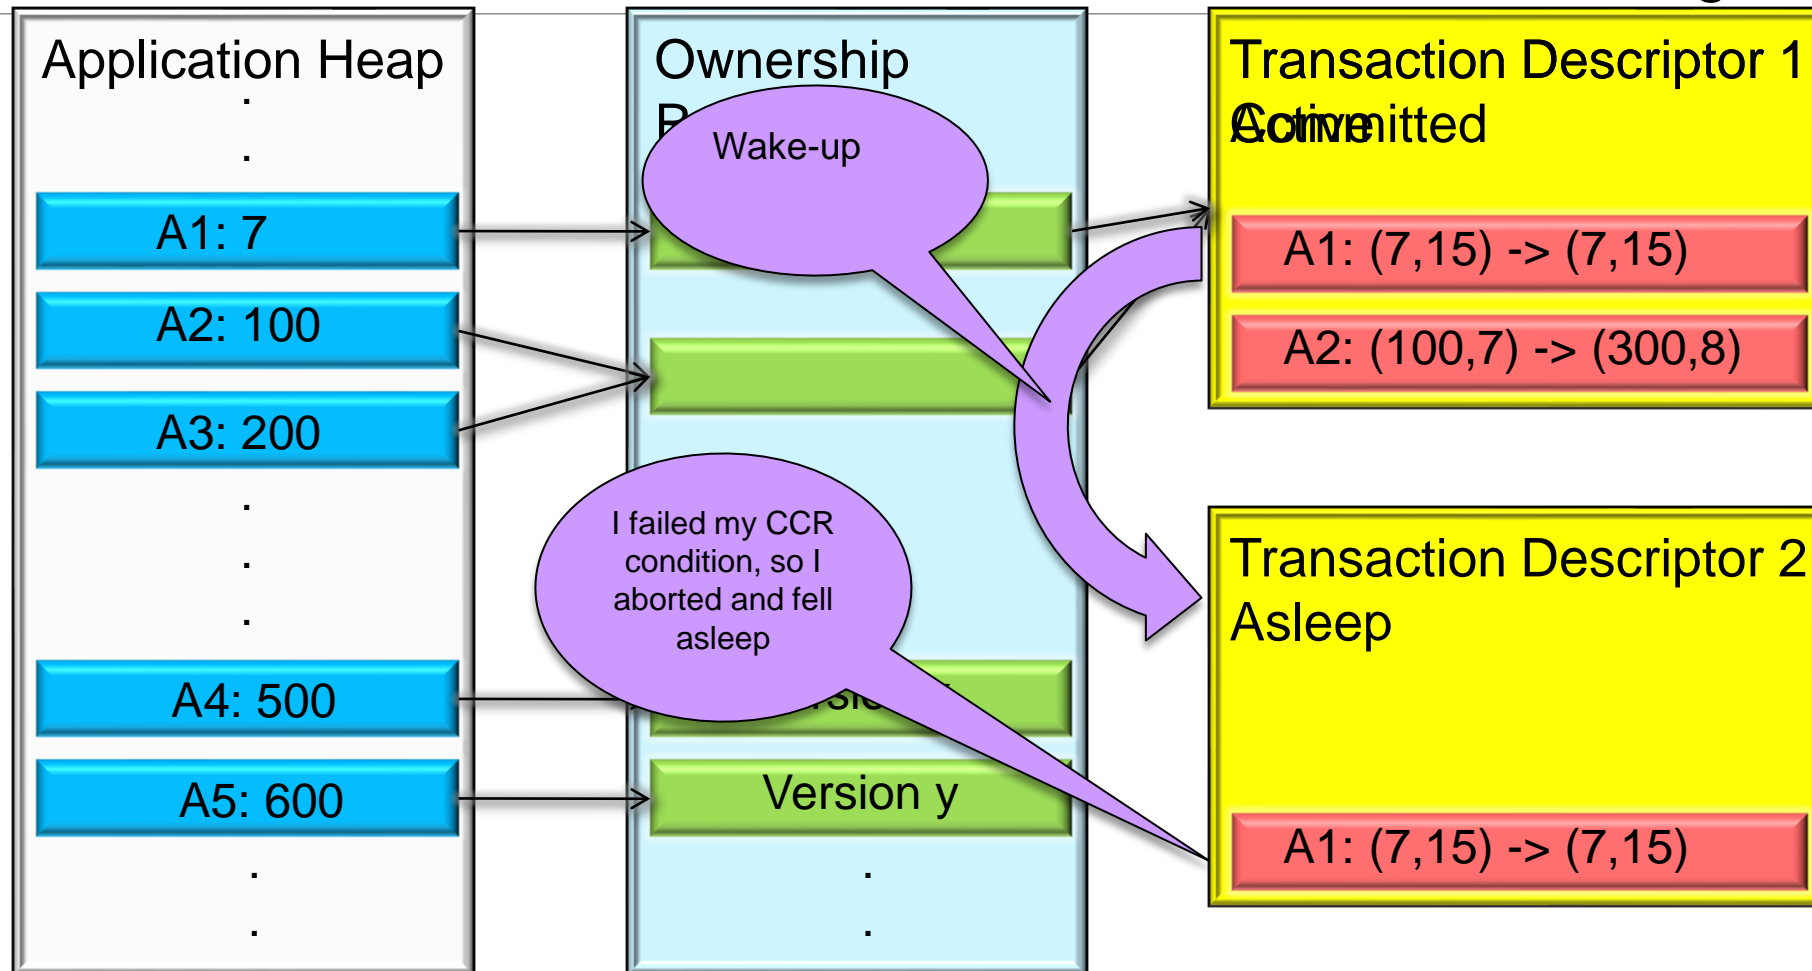 Application Heap
.
.
A1: 7
A2: 100
A3: 200
.
.
.
A4: 500
A5: 600
.
.
Ownership
Wake-up
I failed my CCR
condition, so I
aborted and fell
asleep
Version y
.
.
Transaction Descriptor 1
Committed
Active
A1: (7,15) -> (7,15)
A2: (100,7) -> (300,8)
Transaction Descriptor 2
Asleep
A1: (7,15) -> (7,15)